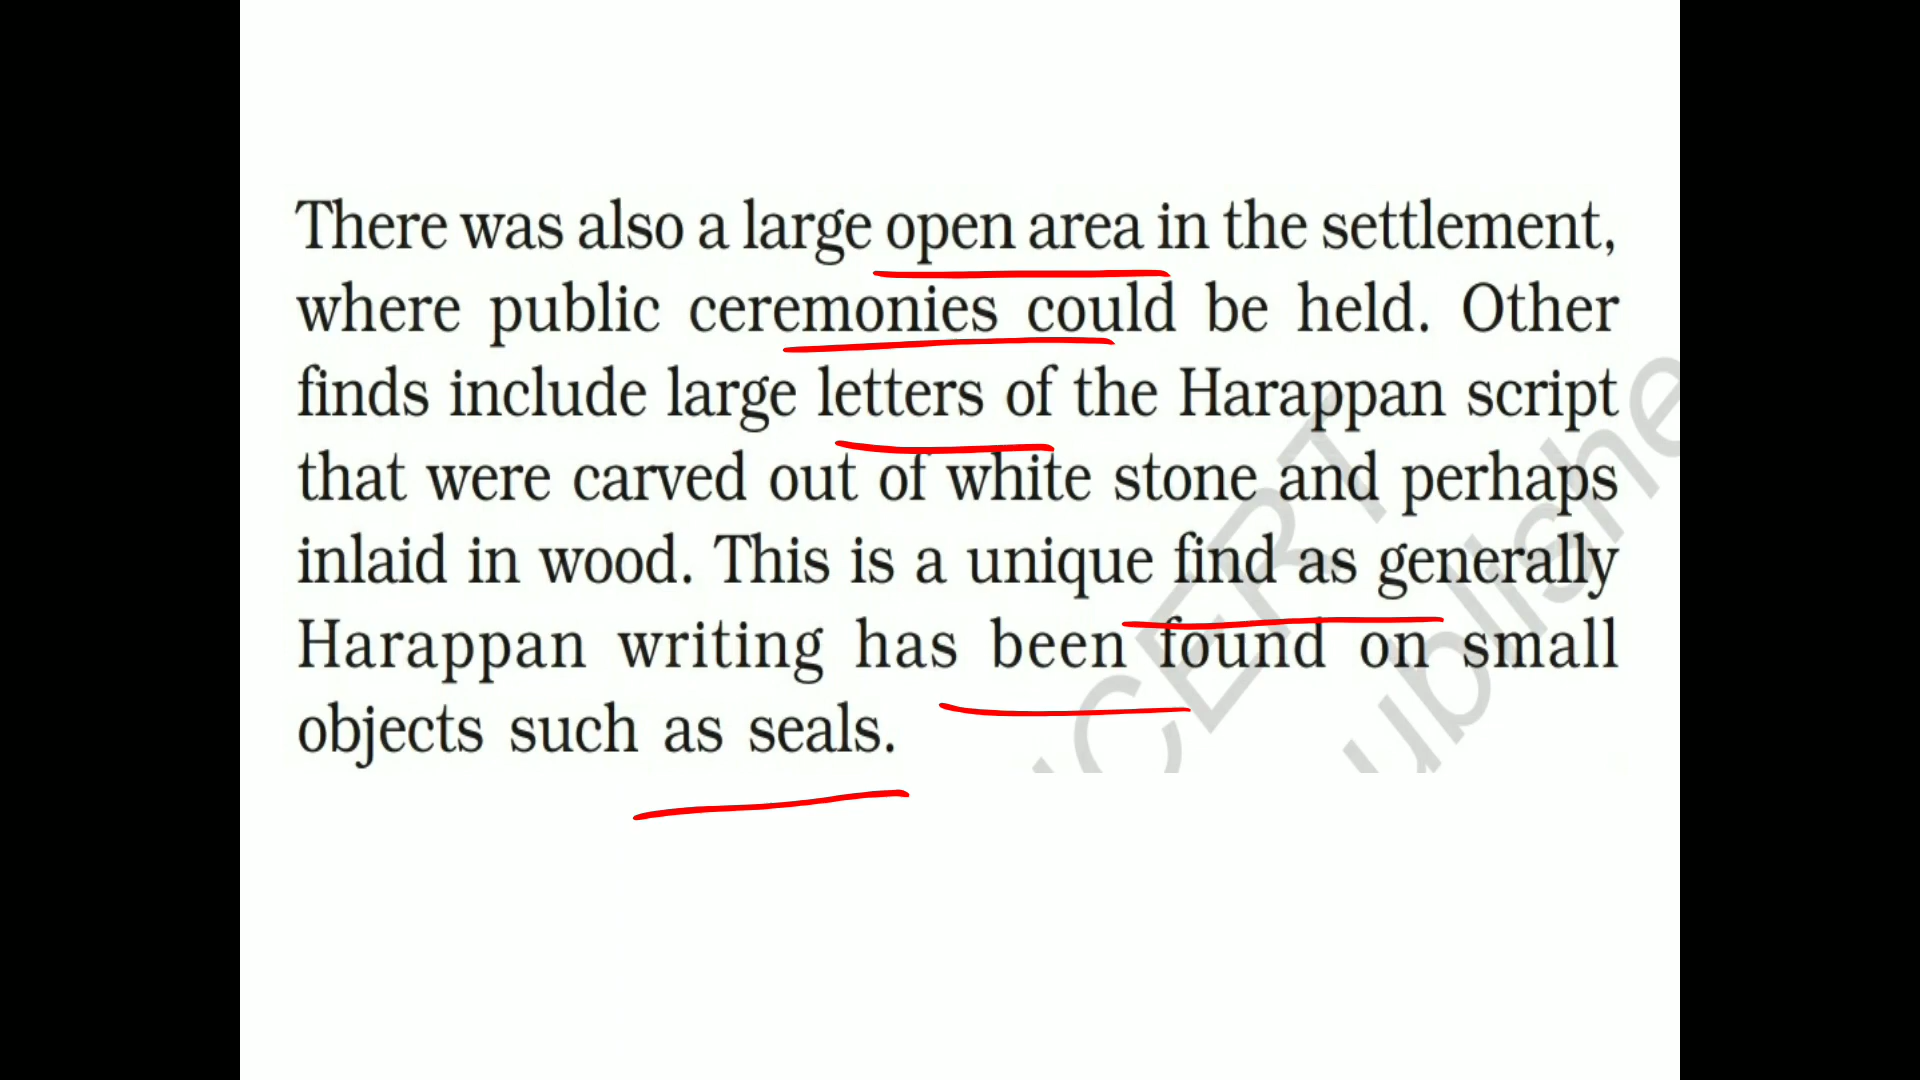 There was also a large open area in the settlement,
where public ceremonies could be held. Other
finds include large letters of the Harappan script
that were carved out of white stone and perhaps
inlaid in wood. This is a unique find as generally
Harappan writing has been found on small
objects such as seals.